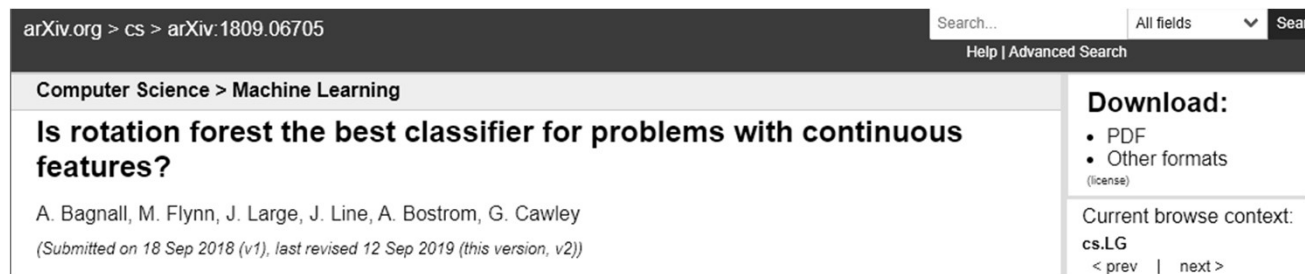 arXiv.org > cs > arXiv:1809.06705
Search...
All fields
Help | Advanced Search
Computer Science > Machine Learning
Is rotation forest the best classifier for problems with continuous
features?
A. Bagnall, M. Flynn, J. Large, J. Line, A. Bostrom, G. Cawley
(Submitted on 18 Sep 2018 (v1), last revised 12 Sep 2019 (this version, v2))
Download:
• PDF
• Other formats
(license)
Current browse context:
cs.LG
< prev | next >